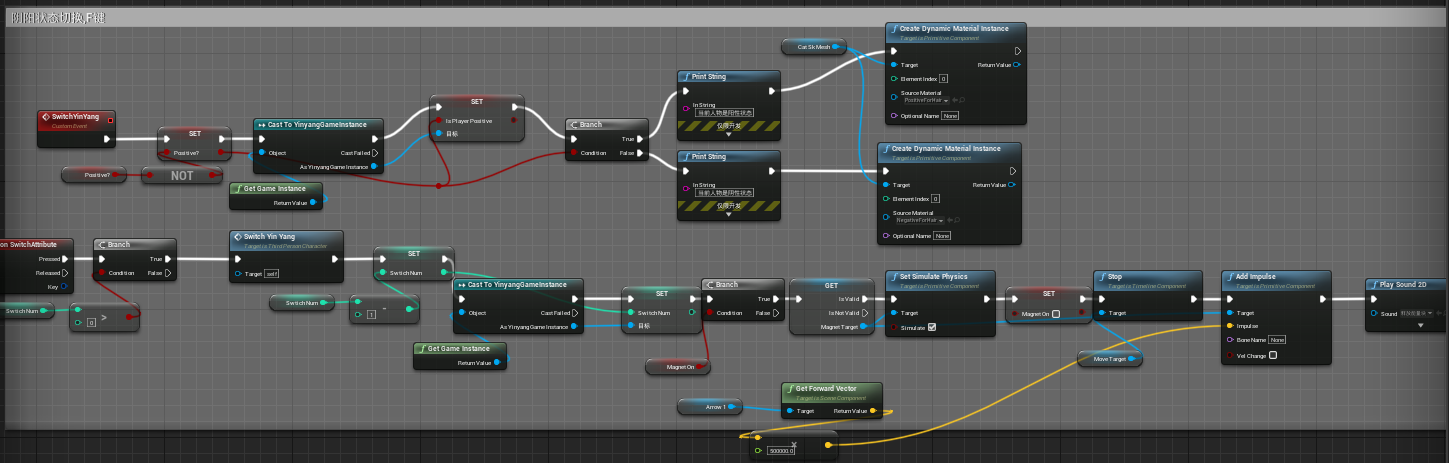 阴阳状态切换,F键
SwitchYinYang
Custom Event
SET
Positive?
Positive?
NOT
Cast To YinyangGameInstance
Object
Cast Failed
As Yinyang Game Instance
Get Game Instance
Return Value
SET
Is Player Positive
目标
Branch
Condition
True
False
Print String
In String
当前人物是阳性状态
仅限开发
Print String
In String
当前人物是阴性状态
仅限开发
Cat Sk Mesh
Create Dynamic Material Instance
Target is Primitive Component
Target
Return Value
Element Index 0
Source Material
PositiveForHair
Optional Name None
Create Dynamic Material Instance
Target is Primitive Component
Target
Return Value
Element Index 0
Source Material
NegativeForHair
Optional Name None
on SwitchAttribute
Pressed
Released
Key
Swtich Num
0
>
Branch
Condition
True
False
Switch Yin Yang
Target is Third Person Character
Target self
Swtich Num
1
-
SET
Swtich Num
Cast To YinyangGameInstance
Object
Cast Failed
As Yinyang Game Instance
Get Game Instance
Return Value
SET
Swtich Num
目标
Magnet On
Branch
Condition
True
False
GET
Is Valid
Is Not Valid
Magnet Target
Set Simulate Physics
Target is Primitive Component
Target
Simulate
SET
Magnet On
Stop
Target is Timeline Component
Target
Move Target
Add Impulse
Target is Primitive Component
Target
Impulse
Bone Name None
Vel Change
Play Sound 2D
Sound
Arrow 1
Get Forward Vector
Target is Scene Component
Target
Return Value
500000.0
x